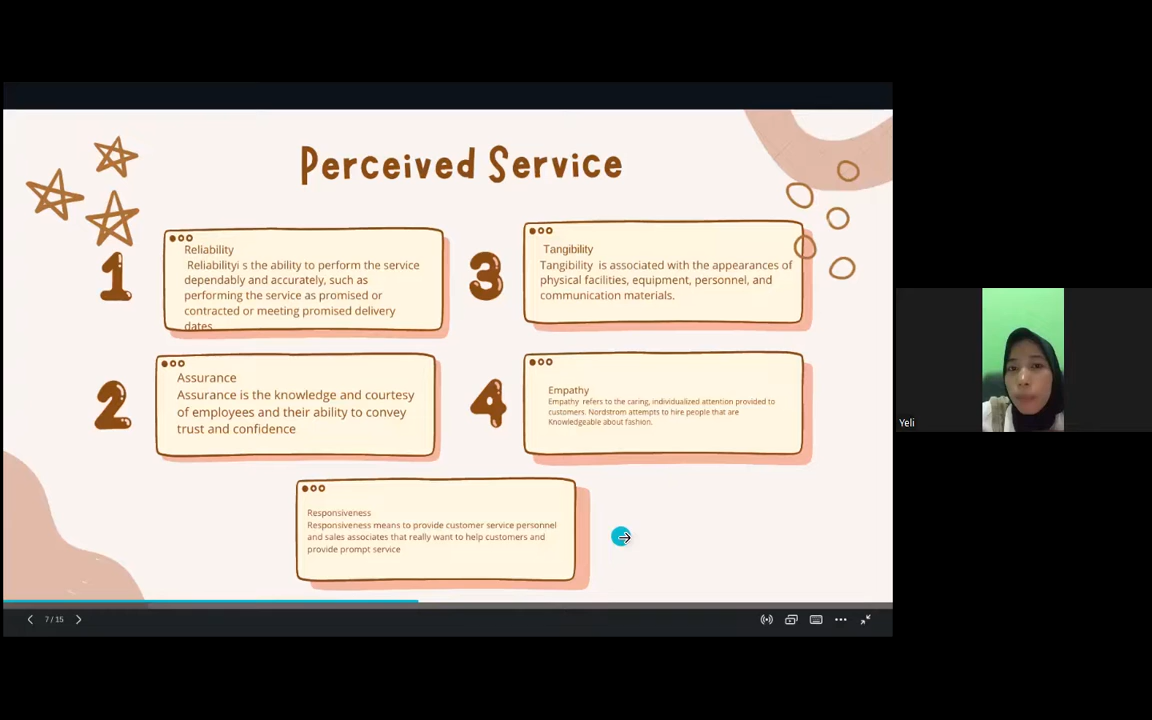 Perceived Service
1
Reliability
Reliabilityi s the ability to perform the service
dependably and accurately, such as
performing the service as promised or
contracted or meeting promised delivery
dates
2
Assurance
Assurance is the knowledge and courtesy
of employees and their ability to convey
trust and confidence
3
Tangibility
Tangibility is associated with the appearances of
physical facilities, equipment, personnel, and
communication materials.
4
Empathy
Empathy refers to the caring, individualized attention provided to
customers. Nordstrom attempts to hire people that are
Knowledgeable about fashion.
Responsiveness
Responsiveness means to provide customer service personnel
and sales associates that really want to help customers and
provide prompt service
7 / 15
Yeli